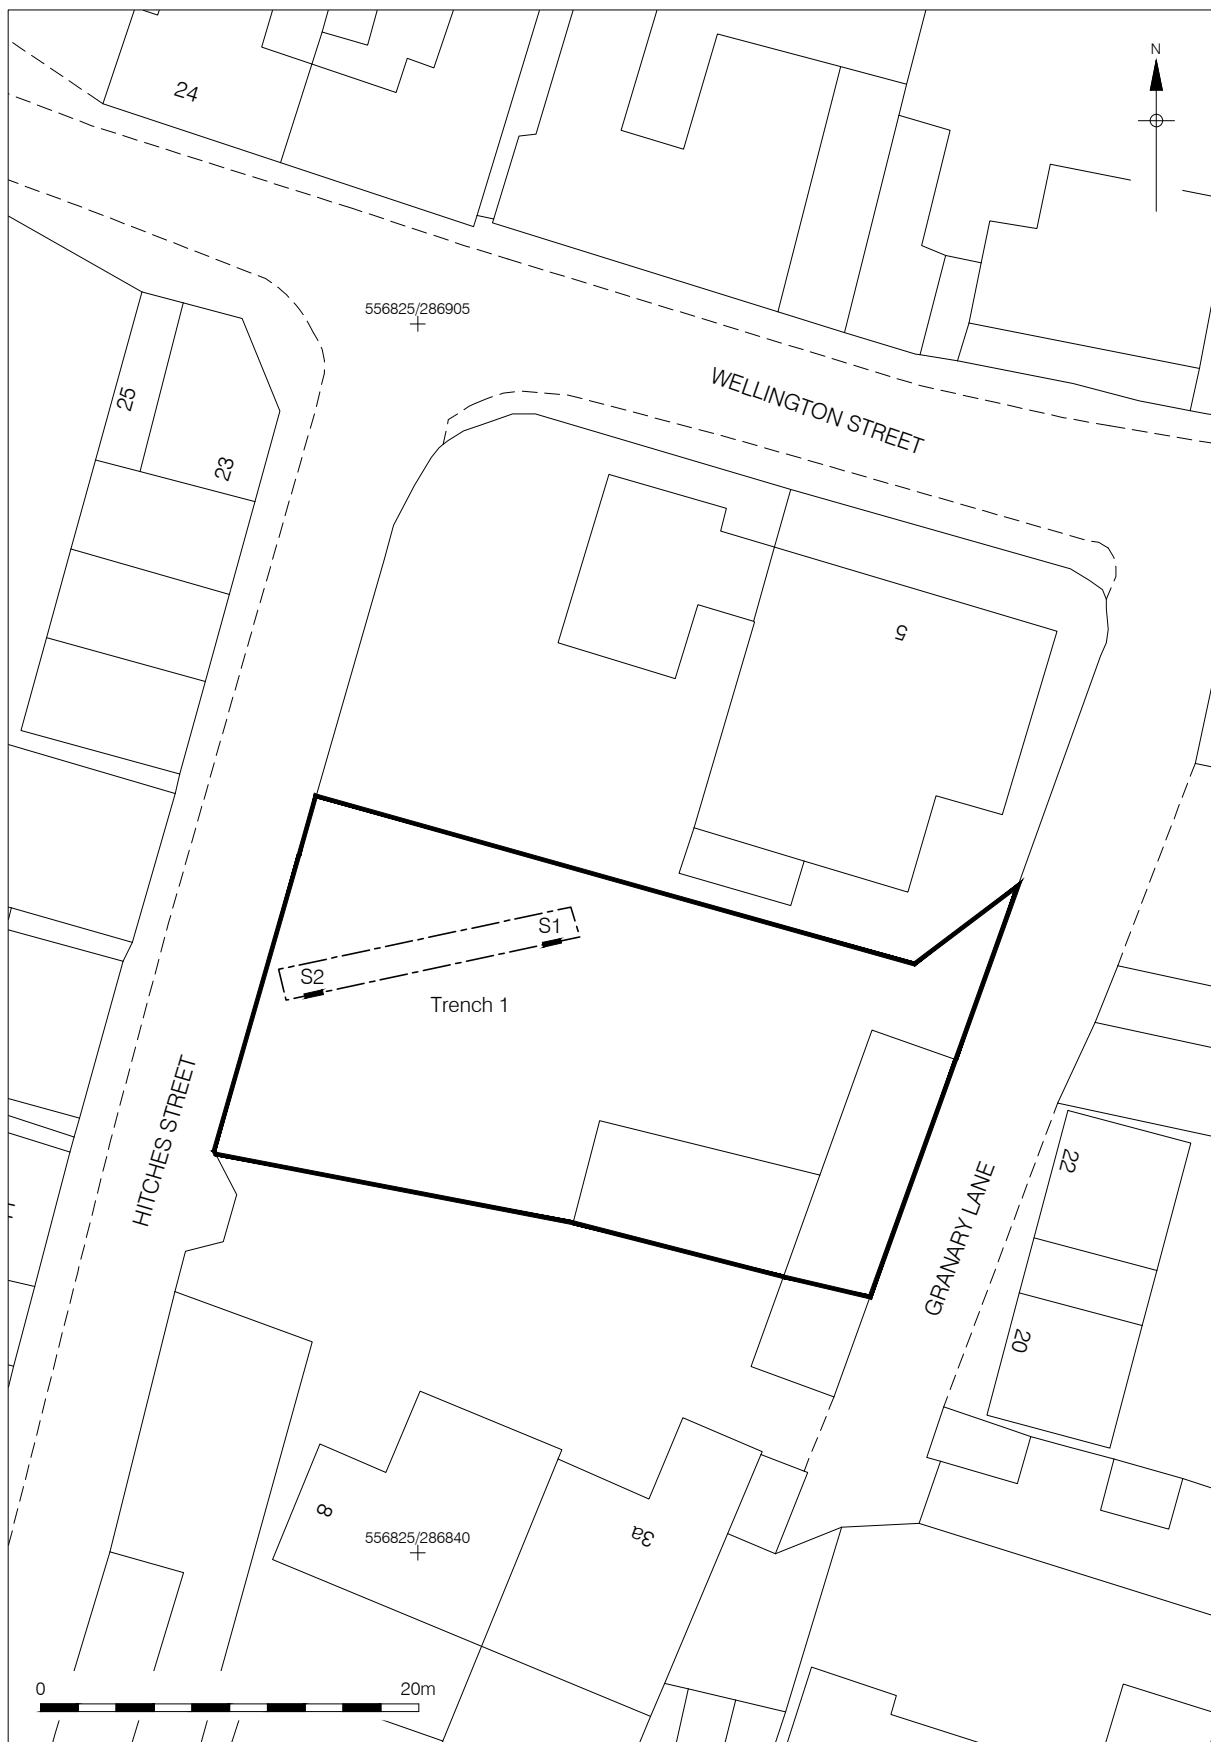 N
24
556825/286905
WELLINGTON STREET
25
23
5
S1
S2
Trench 1
HITCHES STREET
22
GRANARY LANE
20
8
3a
556825/286840
0
20m